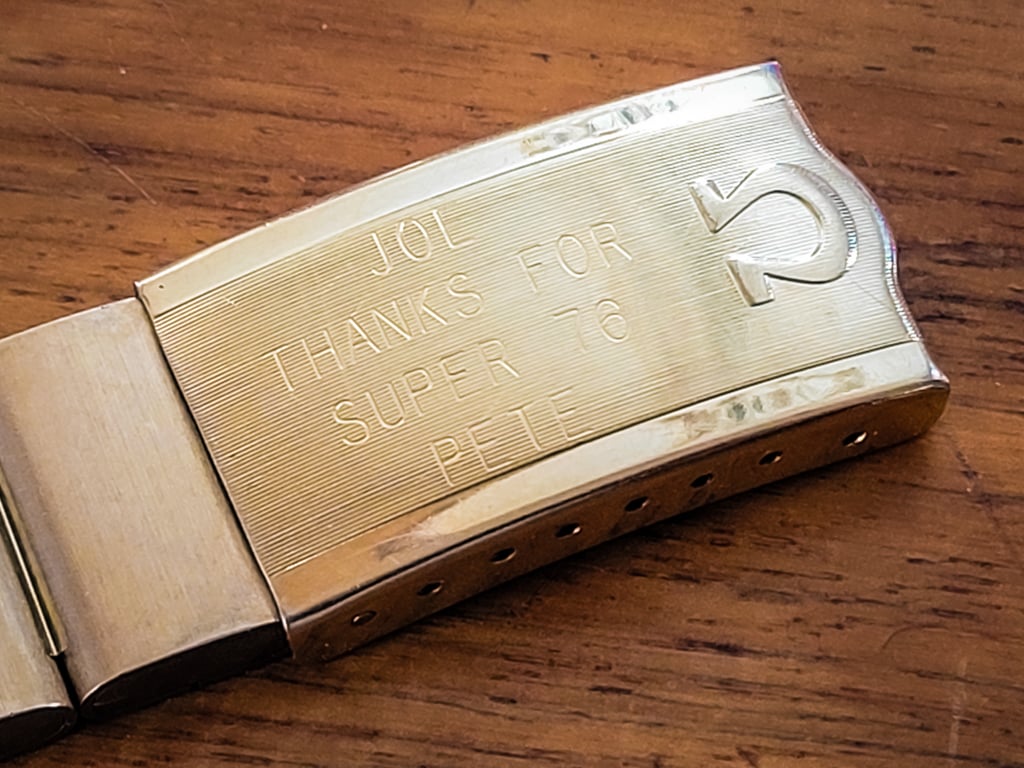 JOL
THANKS FOR
SUPER 76
PETE